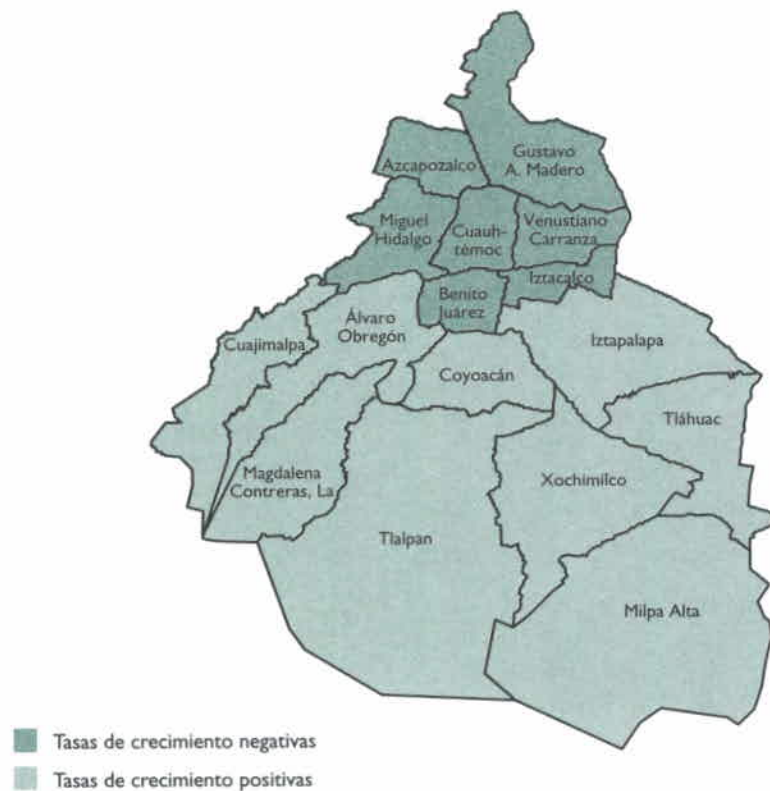 Gustavo
A. Madero
Azcapozalco
Miguel
Hidalgo
Cuauh-
témoc
Venustiano
Carranza
Iztacalco
Benito
Juárez
Álvaro
Obregón
Cuajimalpa
Iztapalapa
Coyoacán
Tláhuac
Magdalena
Contreras, La
Xochimilco
Tlalpan
Milpa Alta
Tasas de crecimiento negativas
Tasas de crecimiento positivas